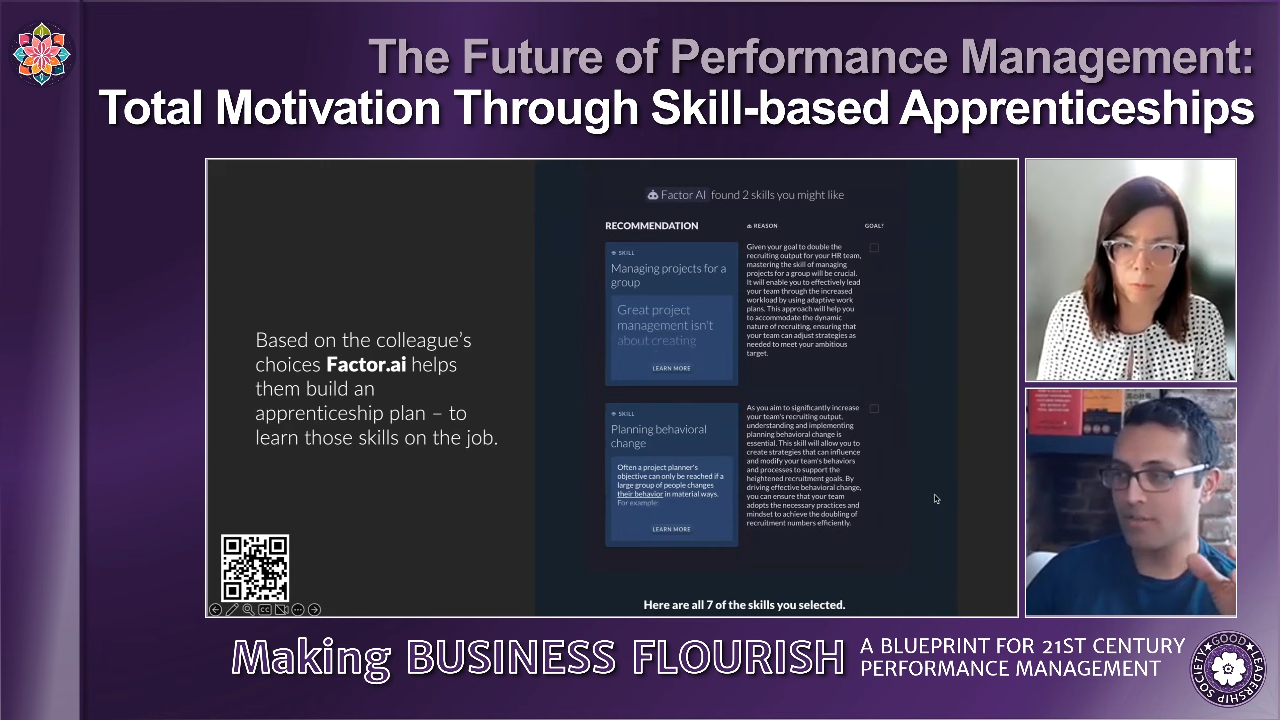 The Future of Performance Management:
Total Motivation Through Skill-based Apprenticeships
Based on the colleague's
choices Factor.ai helps
them build an
apprenticeship plan – to
learn those skills on the job.
Factor AI found 2 skills you might like
RECOMMENDATION
REASON
GOAL?
SKILL
Managing projects for a
group
Great project
management isn't
about creating
LEARN MORE
Given your goal to double the
recruiting output for your HR team,
mastering the skill of managing
projects for a group will be crucial.
It will enable you to effectively lead
your team through the increased
workload by using adaptive work
plans. This approach will help you
to accommodate the dynamic
nature of recruiting, ensuring that
your team can adjust strategies as
needed to meet your ambitious
target.
SKILL
Planning behavioral
change
Often a project planner's
objective can only be reached if a
large group of people changes
their behavior in material ways.
For example:
LEARN MORE
As you aim to significantly increase
your team's recruiting output,
understanding and implementing
planning behavioral change is
essential. This skill will allow you to
create strategies that can influence
and modify your team's behaviors
and processes to support the
heightened recruitment goals. By
driving effective behavioral change,
you can ensure that your team
adopts the necessary practices and
mindset to achieve the doubling of
recruitment numbers efficiently.
Here are all 7 of the skills you selected.
Making BUSINESS FLOURISH
A BLUEPRINT FOR 21ST CENTURY
PERFORMANCE MANAGEMENT
GOOD LEADERSHIP SOCIETY